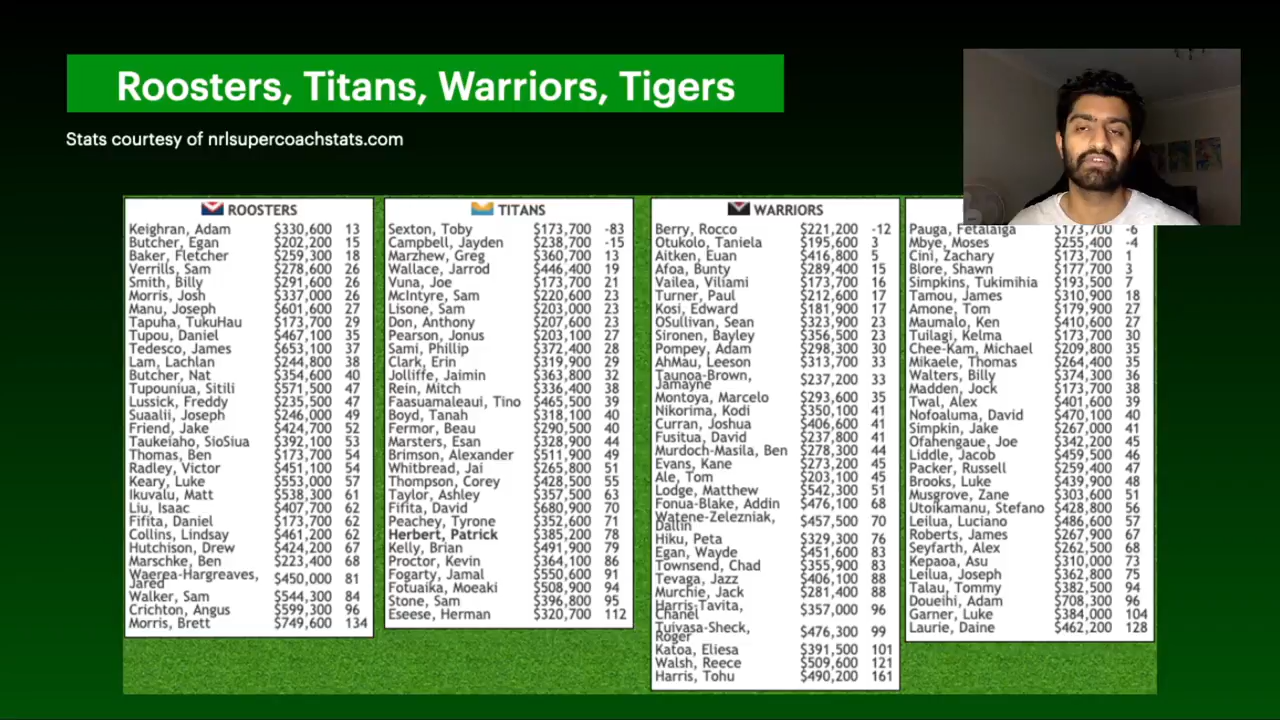 Roosters, Titans, Warriors, Tigers
Stats courtesy of nrlsupercoachstats.com
ROOSTERS
Keighran, Adam $330,600 13
Butcher, Egan $202,200 15
Baker, Fletcher $259,300 18
Verrills, Sam $278,600 26
Smith, Billy $291,600 26
Morris, Josh $337,000 26
Manu, Joseph $601,600 27
Tapuha, TukuHau $173,700 29
Tupou, Daniel $467,100 35
Tedesco, James $653,100 37
Lam, Lachlan $244,800 38
Butcher, Nat $354,600 40
Tupouniua, Sitili $571,500 47
Lussick, Freddy $235,500 47
Suaalii, Joseph $246,000 49
Friend, Jake $424,700 52
Taukeiaho, SioSiua $392,100 53
Thomas, Ben $173,700 54
Radley, Victor $451,100 54
Keary, Luke $553,000 57
Ikuvalu, Matt $538,300 61
Liu, Isaac $407,700 62
Fifita, Daniel $173,700 62
Collins, Lindsay $461,200 62
Hutchison, Drew $424,200 67
Marschke, Ben $223,400 68
Waerea-Hargreaves,
Jared $450,000 81
Walker, Sam $544,300 84
Crichton, Angus $599,300 96
Morris, Brett $749,600 134
TITANS
Sexton, Toby $173,700 -83
Campbell, Jayden $238,700 -15
Marzhew, Greg $360,700 13
Wallace, Jarrod $446,400 19
Vuna, Joe $173,700 21
McIntyre, Sam $220,600 23
Lisone, Sam $203,000 23
Don, Anthony $207,600 23
Pearson, Jonus $203,100 27
Sami, Phillip $372,400 28
Clark, Erin $319,900 29
Jolliffe, Jaimin $363,800 32
Rein, Mitch $336,400 38
Faasuamaleaui, Tino $465,500 39
Boyd, Tanah $318,100 40
Fermor, Beau $290,500 40
Marsters, Esan $328,900 44
Brimson, Alexander $511,900 49
Whitbread, Jai $265,800 51
Thompson, Corey $428,500 55
Taylor, Ashley $357,500 63
Fifita, David $680,900 70
Peachey, Tyrone $352,600 71
Herbert, Patrick $385,200 78
Kelly, Brian $491,900 79
Proctor, Kevin $364,100 86
Fogarty, Jamal $550,600 91
Fotuaika, Moeaki $508,900 94
Stone, Sam $396,800 95
Eseese, Herman $320,700 112
WARRIORS
Berry, Rocco $221,200 -12
Otukolo, Taniela $195,600 3
Aitken, Euan $416,800 5
Afoa, Bunty $289,400 15
Vailea, Viliami $173,700 16
Turner, Paul $212,600 17
Kosi, Edward $181,900 17
OSullivan, Sean $323,900 23
Sironen, Bayley $356,500 23
Pompey, Adam $298,300 30
AhMau, Leeson $313,700 33
Taunoa-Brown,
Jamayne $237,200 33
Montoya, Marcelo $293,600 35
Nikorima, Kodi $350,100 41
Curran, Joshua $406,600 41
Fusitua, David $237,800 41
Murdoch-Masila, Ben $278,300 44
Evans, Kane $273,200 45
Ale, Tom $203,100 45
Lodge, Matthew $542,300 51
Fonua-Blake, Addin $476,100 68
Watene-Zelezniak,
Dallin $457,500 70
Hiku, Peta $329,300 76
Egan, Wayde $451,600 83
Townsend, Chad $355,900 83
Tevaga, Jazz $406,100 88
Murchie, Jack $281,400 88
Harris-Tavita,
Chanel $357,000 96
Tuivasa-Sheck,
Roger $476,300 99
Katoa, Eliesa $391,500 101
Walsh, Reece $509,600 121
Harris, Tohu $490,200 161
Pauga, Fetalaiga $173,700 -6
Mbye, Moses $255,400 -4
Cini, Zachary $173,700 1
Blore, Shawn $177,700 3
Simpkins, Tukimihia $193,500 7
Tamou, James $310,900 18
Amone, Tom $179,900 27
Maumalo, Ken $410,600 27
Tuilagi, Kelma $173,700 30
Chee-Kam, Michael $209,800 35
Mikaele, Thomas $264,400 35
Walters, Billy $374,300 36
Madden, Jock $173,700 38
Twal, Alex $401,600 39
Nofoaluma, David $470,100 40
Simpkin, Jake $267,000 41
Ofahengaue, Joe $342,200 45
Liddle, Jacob $459,500 46
Packer, Russell $259,400 47
Brooks, Luke $439,900 48
Musgrove, Zane $303,600 51
Utoikamanu, Stefano $428,800 56
Leilua, Luciano $486,600 57
Roberts, James $267,900 67
Seyfarth, Alex $262,500 68
Kepaoa, Asu $310,000 73
Leilua, Joseph $362,800 75
Talau, Tommy $382,500 94
Doueihi, Adam $708,300 96
Garner, Luke $384,000 104
Laurie, Daine $462,200 128